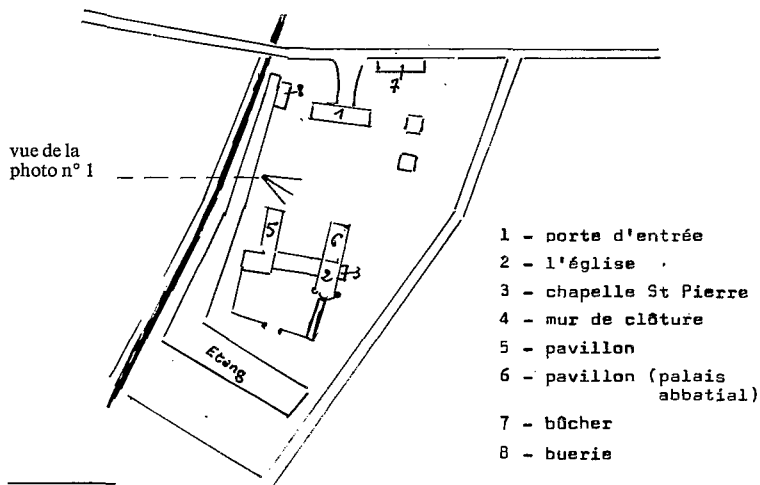 7
8
1
vue de la
photo n° 1
5
6
2
3
Etang
1 - porte d'entrée
2 - l'église
3 - chapelle St Pierre
4 - mur de clôture
5 - pavillon
6 - pavillon (palais
abbatial)
7 - bûcher
8 - buerie